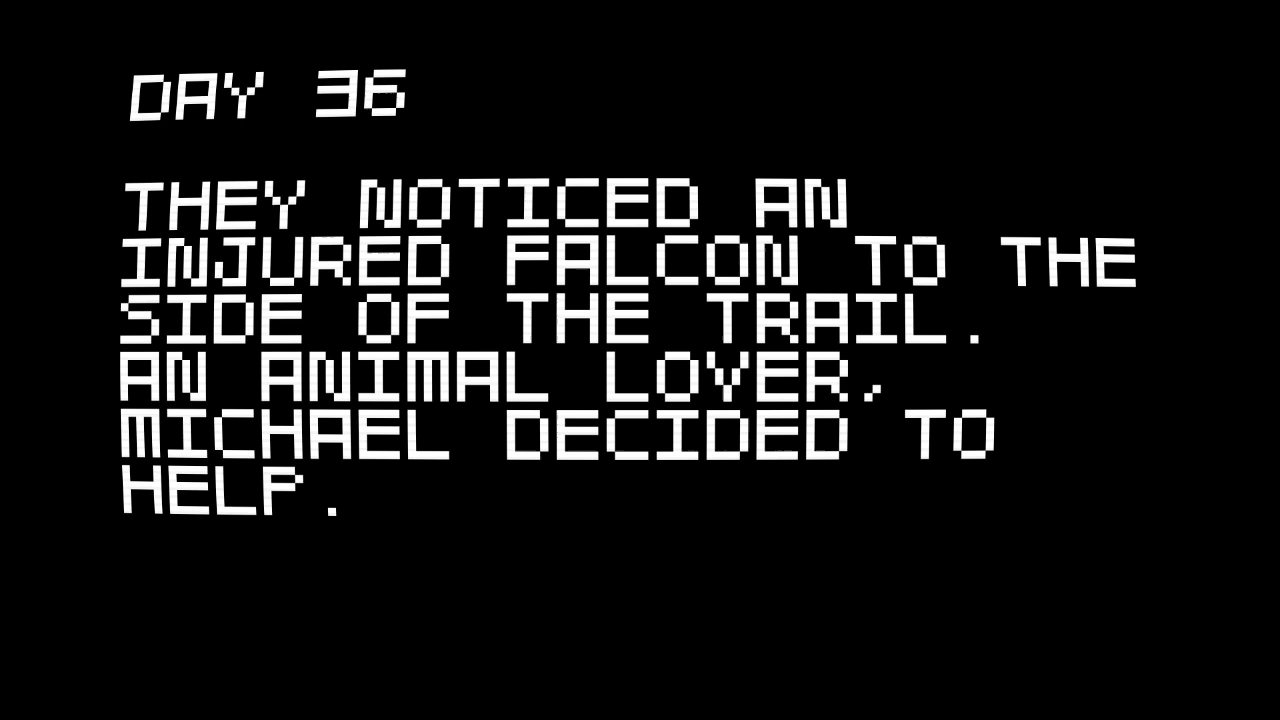 DAY 36
THEY NOTICED AN
INJURED FALCON TO THE
SIDE OF THE TRAIL.
AN ANIMAL LOVER,
MICHAEL DECIDED TO
HELP.